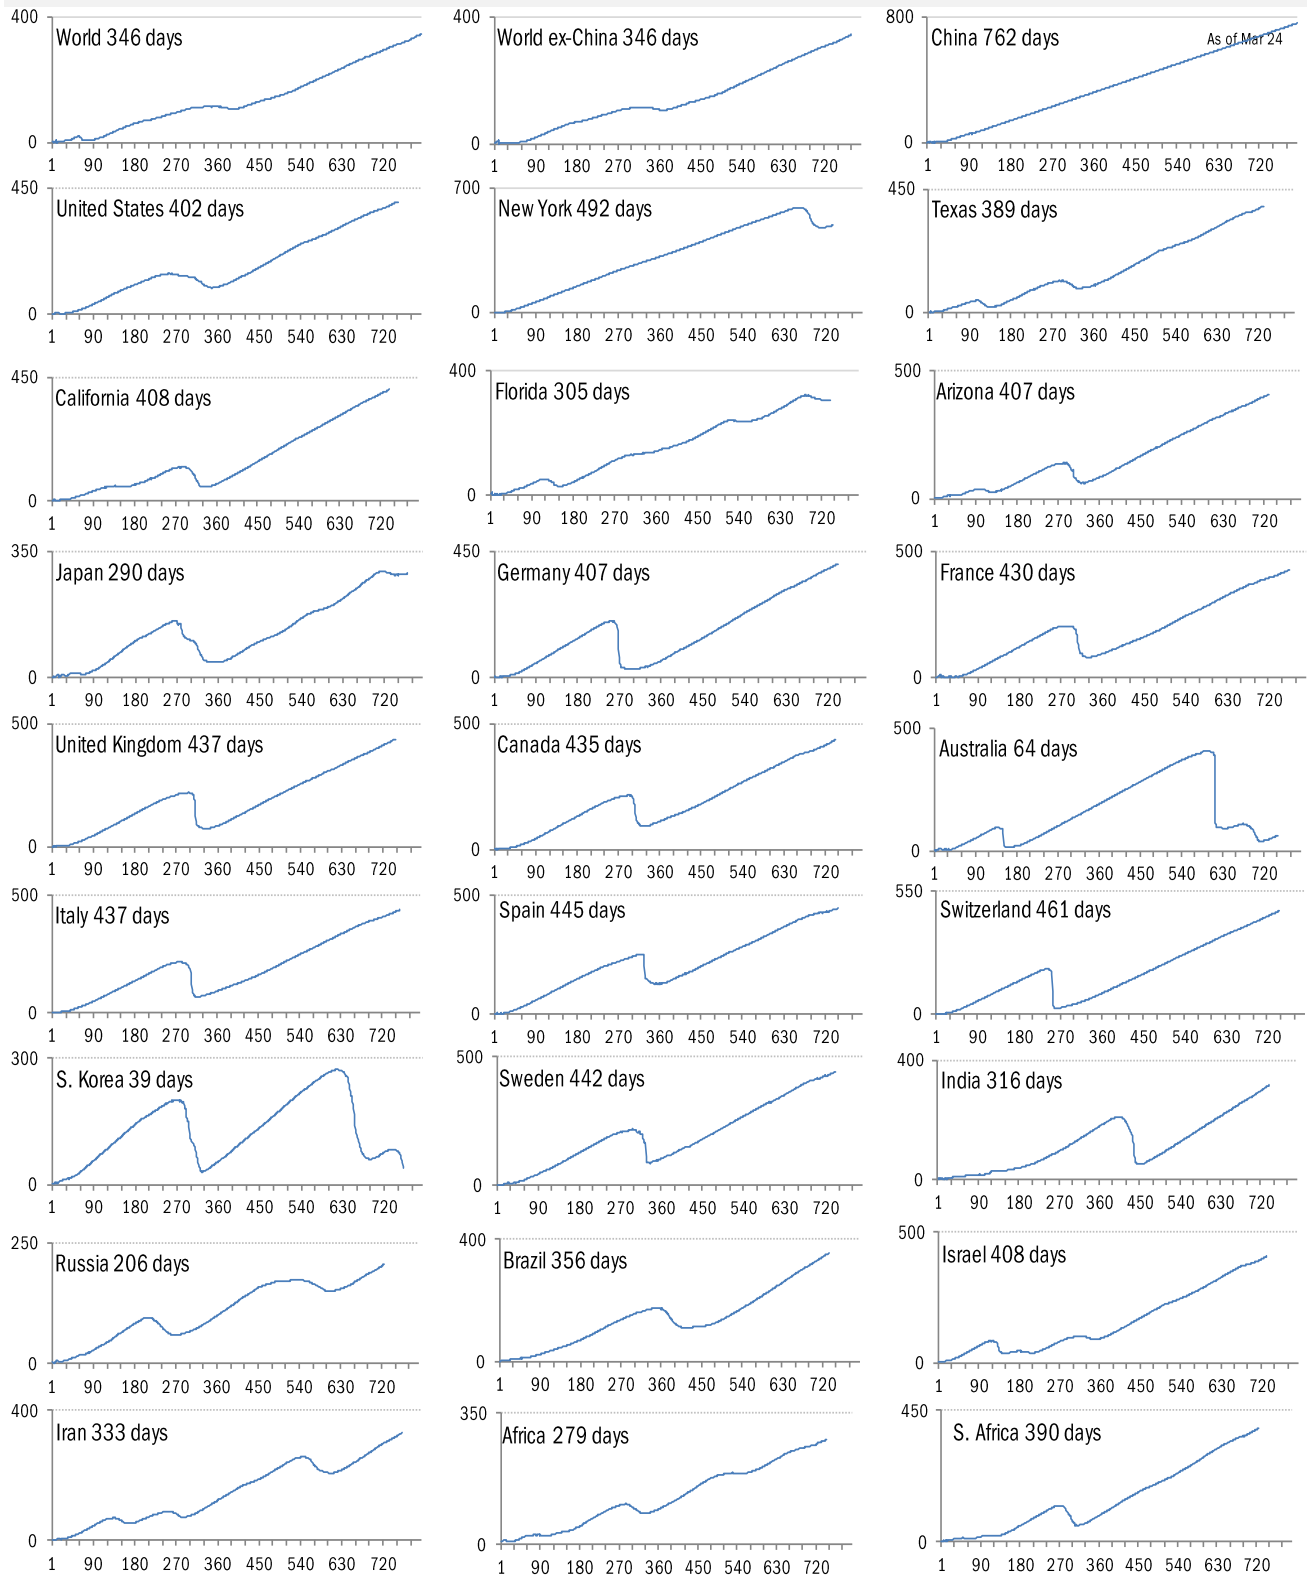 400
World 346 days
0
1 90 180 270 360 450 540 630 720
400
World ex-China 346 days
0
1 90 180 270 360 450 540 630 720
800
China 762 days
As of Mar 24
0
1 90 180 270 360 450 540 630 720
450
United States 402 days
0
1 90 180 270 360 450 540 630 720
700
New York 492 days
0
1 90 180 270 360 450 540 630 720
450
Texas 389 days
0
1 90 180 270 360 450 540 630 720
450
California 408 days
0
1 90 180 270 360 450 540 630 720
400
Florida 305 days
0
1 90 180 270 360 450 540 630 720
500
Arizona 407 days
0
1 90 180 270 360 450 540 630 720
350
Japan 290 days
0
1 90 180 270 360 450 540 630 720
450
Germany 407 days
0
1 90 180 270 360 450 540 630 720
500
France 430 days
0
1 90 180 270 360 450 540 630 720
500
United Kingdom 437 days
0
1 90 180 270 360 450 540 630 720
500
Canada 435 days
0
1 90 180 270 360 450 540 630 720
500
Australia 64 days
0
1 90 180 270 360 450 540 630 720
500
Italy 437 days
0
1 90 180 270 360 450 540 630 720
500
Spain 445 days
0
1 90 180 270 360 450 540 630 720
550
Switzerland 461 days
0
1 90 180 270 360 450 540 630 720
300
S. Korea 39 days
0
1 90 180 270 360 450 540 630 720
500
Sweden 442 days
0
1 90 180 270 360 450 540 630 720
400
India 316 days
0
1 90 180 270 360 450 540 630 720
250
Russia 206 days
0
1 90 180 270 360 450 540 630 720
400
Brazil 356 days
0
1 90 180 270 360 450 540 630 720
500
Israel 408 days
0
1 90 180 270 360 450 540 630 720
400
Iran 333 days
0
1 90 180 270 360 450 540 630 720
350
Africa 279 days
0
1 90 180 270 360 450 540 630 720
450
S. Africa 390 days
0
1 90 180 270 360 450 540 630 720